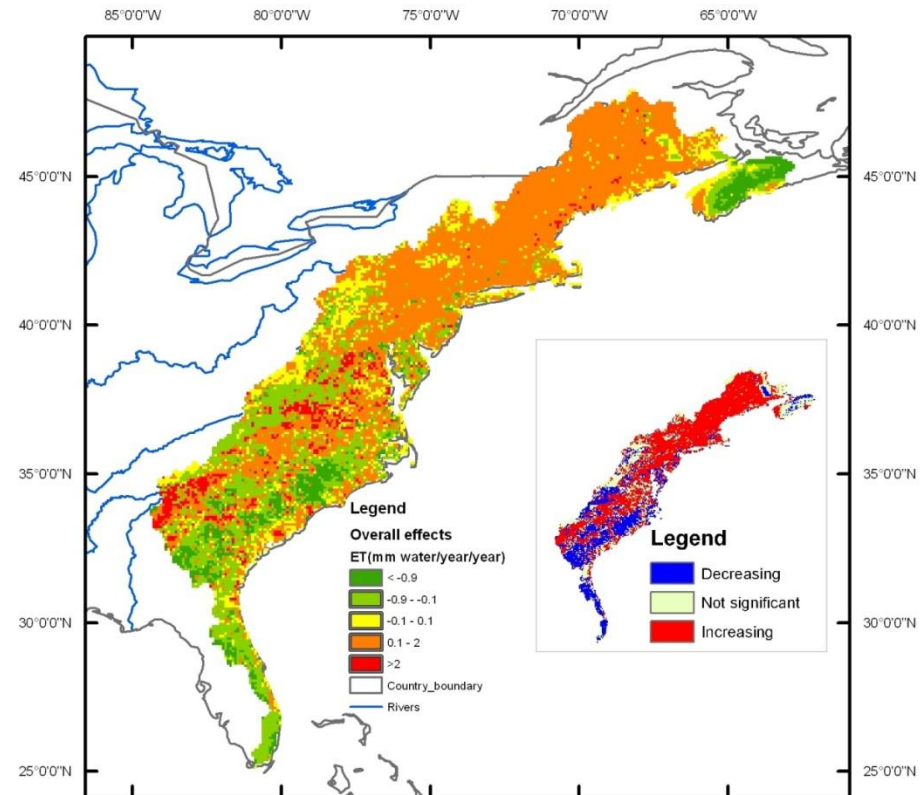 85°0'0"W 80°0'0"W 75°0'0"W 70°0'0"W 65°0'0"W
45°0'0"N 45°0'0"N
40°0'0"N 40°0'0"N
35°0'0"N 35°0'0"N
Legend
Overall effects
ET(mm water/year/year)
< -0.9
-0.9 - -0.1
-0.1 - 0.1
0.1 - 2
>2
Country_boundary
Rivers
Legend
Decreasing
Not significant
Increasing
30°0'0"N 30°0'0"N
25°0'0"N 25°0'0"N